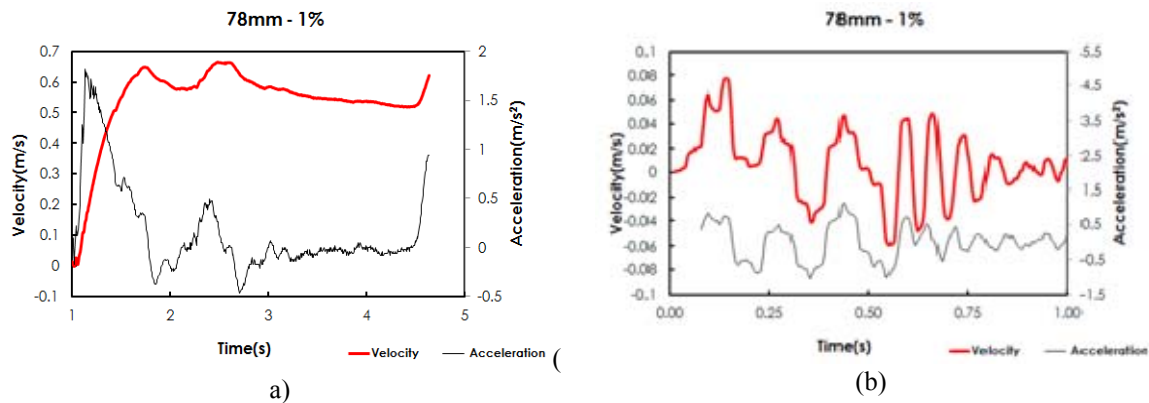 78mm - 1%
0.7
0.6
0.5
0.4
0.3
0.2
0.1
0
-0.1
Velocity(m/s)
2
1.5
1
0.5
0
-0.5
Acceleration(m/s²)
1 2 3 4 5
Time(s)
Velocity Acceleration (
a)
78mm - 1%
0.1
0.08
0.06
0.04
0.02
0
-0.02
-0.04
-0.06
-0.08
-0.1
Velocity(m/s)
5.5
4.5
3.5
2.5
1.5
0.5
-0.5
-1.5
Acceleration(m/s²)
0.00 0.25 0.50 0.75 1.00
Time(s)
Velocity Acceleration
(b)